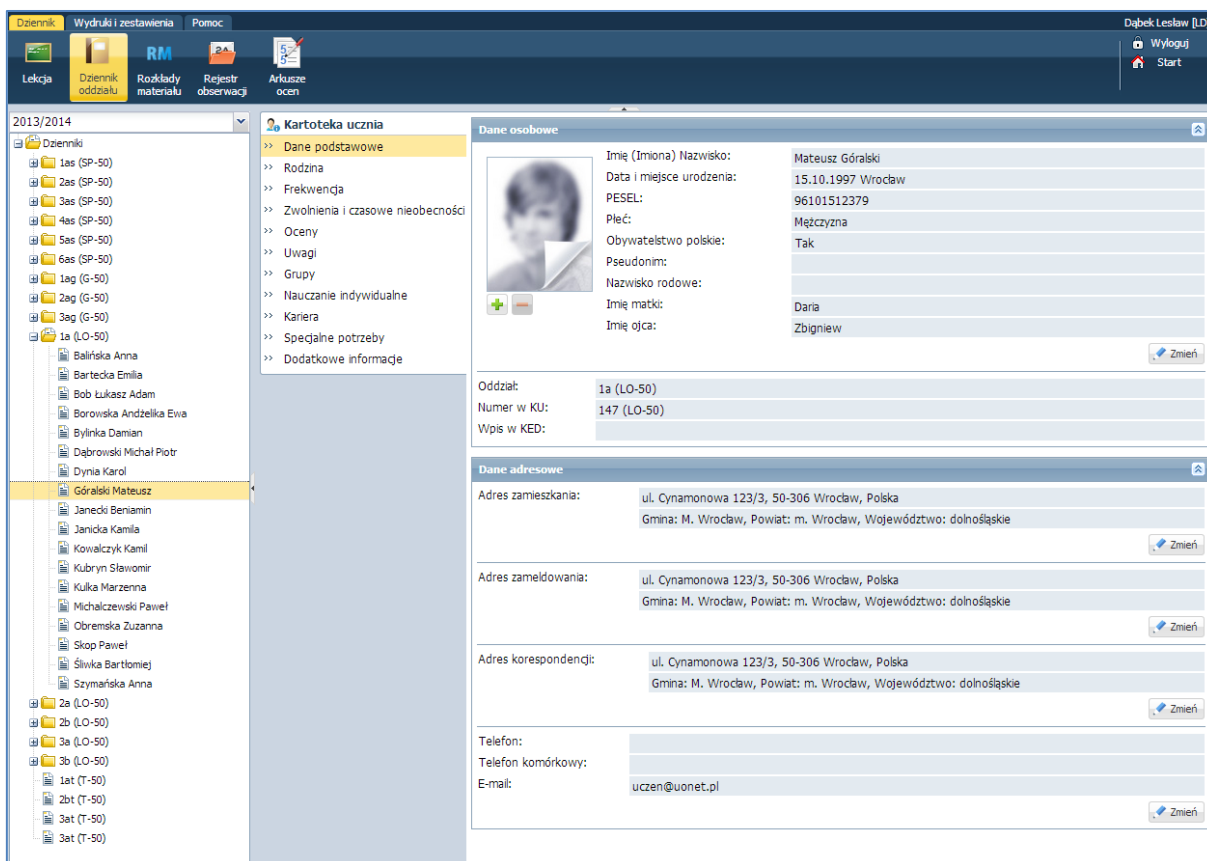 Dziennik Wydruki i zestawienia Pomoc Dąbek Lesław [LD
Wyloguj
Start
RM
Lekcja Dziennik oddziału Rozkłady materiału Rejestr obserwacji Arkusze ocen
2013/2014
Dzienniki
1as (SP-50)
2as (SP-50)
3as (SP-50)
4as (SP-50)
5as (SP-50)
6as (SP-50)
1ag (G-50)
2ag (G-50)
3ag (G-50)
1a (LO-50)
Balińska Anna
Bartecka Emilia
Bob Łukasz Adam
Borowska Andżelika Ewa
Bylinka Damian
Dąbrowski Michał Piotr
Dynia Karol
Góralski Mateusz
Janecki Beniamin
Janicka Kamila
Kowalczyk Kamil
Kubryn Sławomir
Kulka Marzenna
Michalczewski Paweł
Obremska Zuzanna
Skop Paweł
Śliwka Bartłomiej
Szymańska Anna
2a (LO-50)
2b (LO-50)
3a (LO-50)
3b (LO-50)
1at (T-50)
2bt (T-50)
3at (T-50)
3at (T-50)
Kartoteka ucznia
>> Dane podstawowe
>> Rodzina
>> Frekwencja
>> Zwolnienia i czasowe nieobecności
>> Oceny
>> Uwagi
>> Grupy
>> Nauczanie indywidualne
>> Kariera
>> Specjalne potrzeby
>> Dodatkowe informacje
Dane osobowe
Imię (Imiona) Nazwisko: Mateusz Góralski
Data i miejsce urodzenia: 15.10.1997 Wrocław
PESEL: 96101512379
Płeć: Mężczyzna
Obywatelstwo polskie: Tak
Pseudonim:
Nazwisko rodowe:
Imię matki: Daria
Imię ojca: Zbigniew
Zmień
Oddział: 1a (LO-50)
Numer w KU: 147 (LO-50)
Wpis w KED:
Dane adresowe
Adres zamieszkania: ul. Cynamonowa 123/3, 50-306 Wrocław, Polska
Gmina: M. Wrocław, Powiat: m. Wrocław, Województwo: dolnośląskie
Zmień
Adres zameldowania: ul. Cynamonowa 123/3, 50-306 Wrocław, Polska
Gmina: M. Wrocław, Powiat: m. Wrocław, Województwo: dolnośląskie
Zmień
Adres korespondencji: ul. Cynamonowa 123/3, 50-306 Wrocław, Polska
Gmina: M. Wrocław, Powiat: m. Wrocław, Województwo: dolnośląskie
Zmień
Telefon:
Telefon komórkowy:
E-mail: uczen@uonet.pl
Zmień